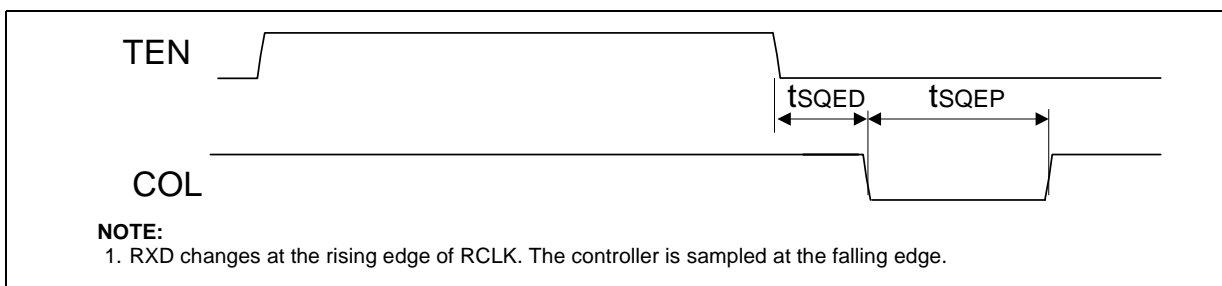 TEN
tSQED tSQEP
COL
NOTE:
1. RXD changes at the rising edge of RCLK. The controller is sampled at the falling edge.